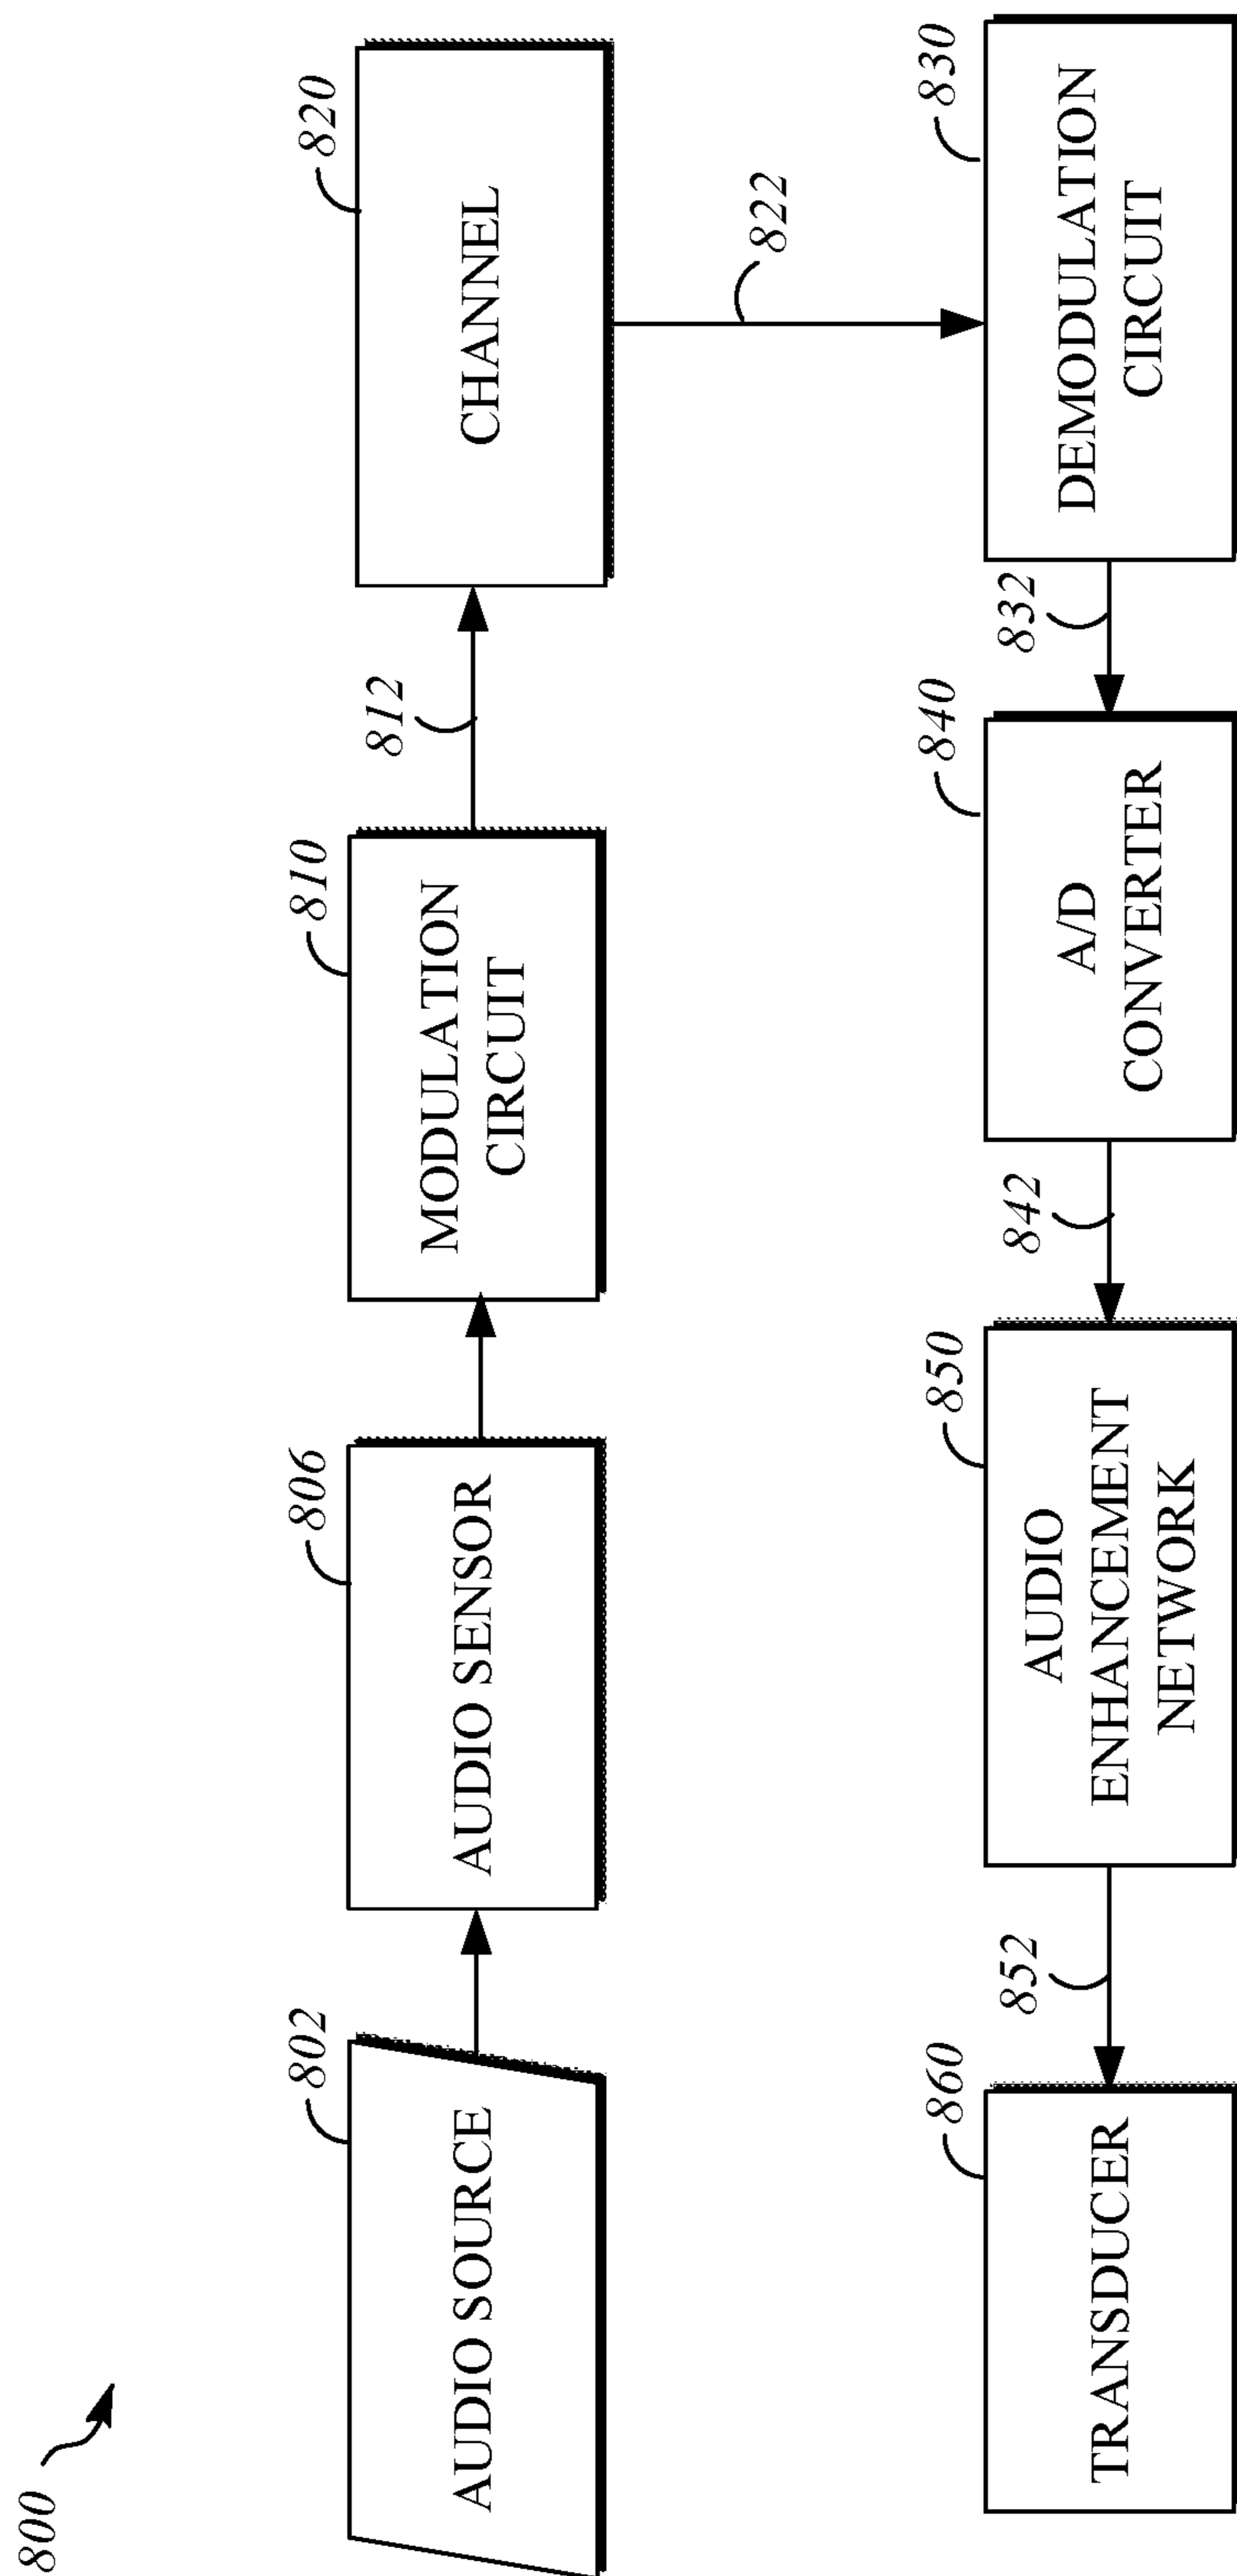 800
802
AUDIO SOURCE
806
AUDIO SENSOR
810
MODULATION
CIRCUIT
812
820
CHANNEL
822
830
DEMODULATION
CIRCUIT
832
840
A/D
CONVERTER
842
850
AUDIO
ENHANCEMENT
NETWORK
852
860
TRANSDUCER